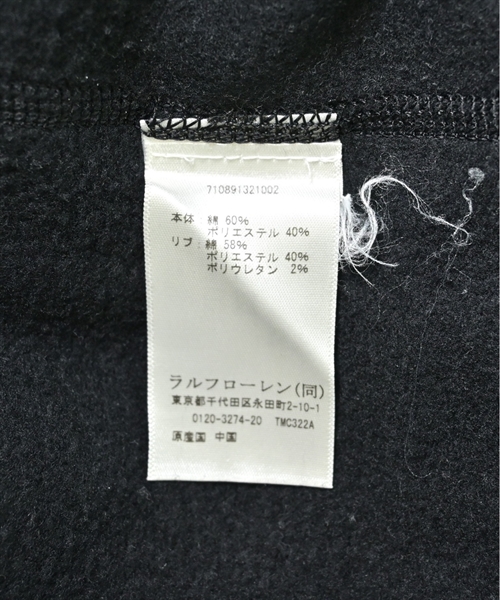 710891321002
本体 綿 60%
ポリエステル 40%
リブ：綿 58%
ポリエステル 40%
ポリウレタン 2%
ラルフローレン(同)
東京都千代田区永田町2-10-1
0120-3274-20 TMC322A
原産国 中国